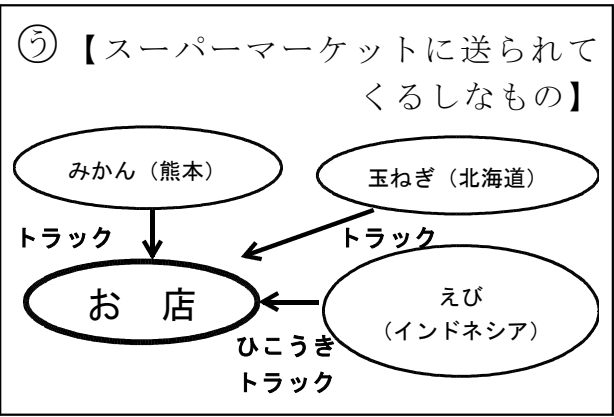 う 【スーパーマーケットに送られて
くるしなもの】
みかん（熊本）
玉ねぎ（北海道）
トラック
トラック
お 店
えび
（インドネシア）
ひこうき
トラック